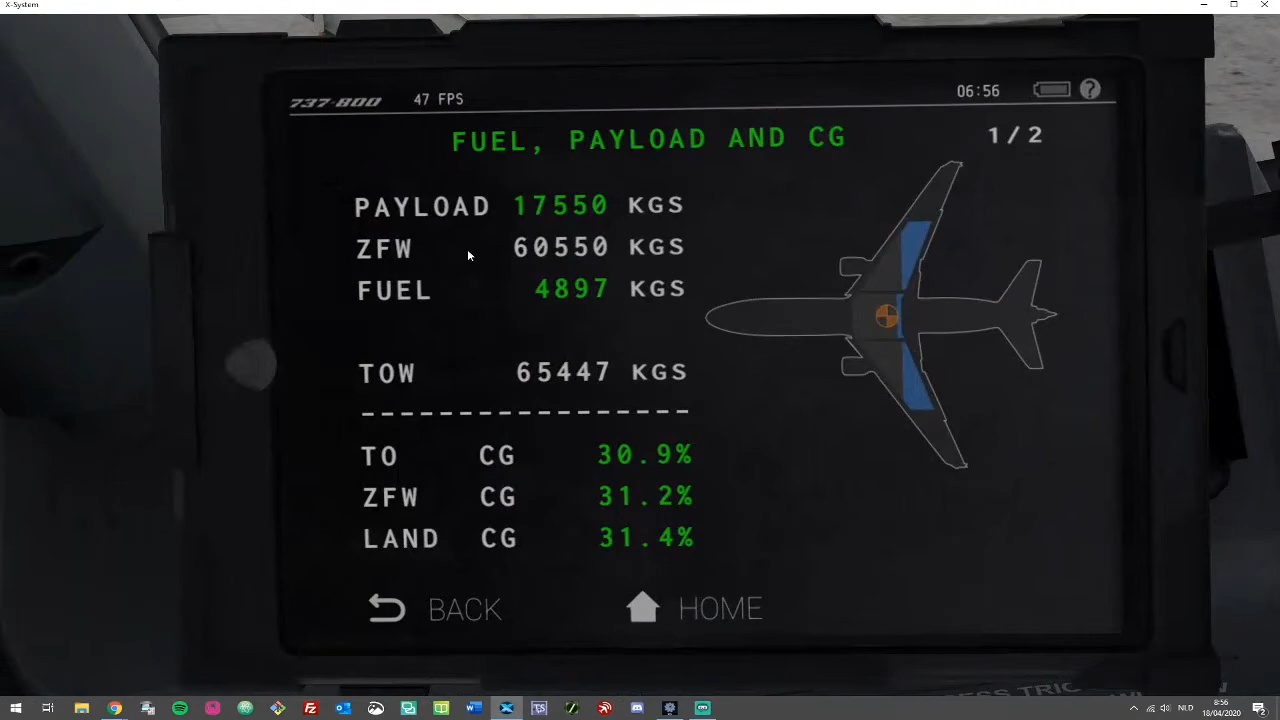 X-System
737-800 47 FPS 06:56 ?
FUEL, PAYLOAD AND CG 1/2
PAYLOAD 17550 KGS
ZFW 60550 KGS
FUEL 4897 KGS
TOW 65447 KGS
-----------------
TO CG 30.9%
ZFW CG 31.2%
LAND CG 31.4%
BACK HOME
NLD 8:56
18/04/2020